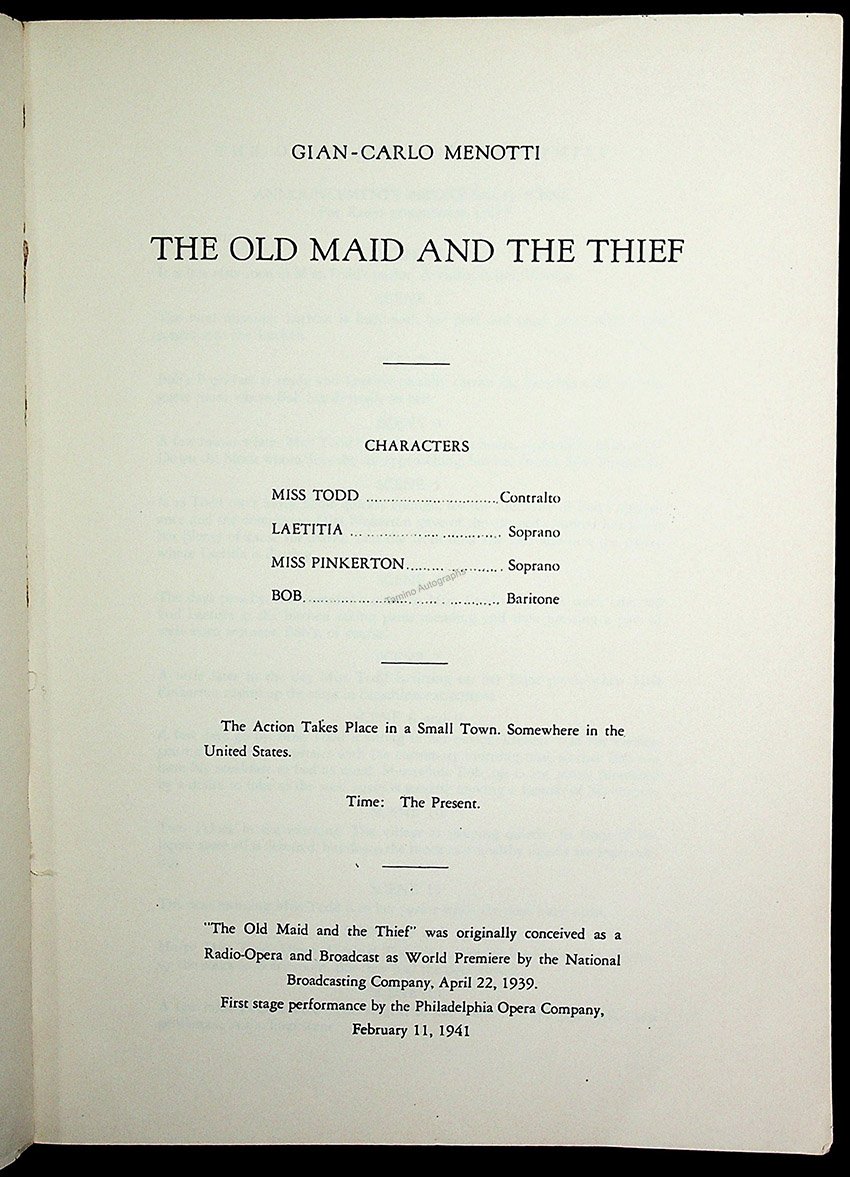 GIAN-CARLO MENOTTI
THE OLD MAID AND THE THIEF
CHARACTERS
MISS TODD ..............................Contralto
LAETITIA .................................. Soprano
MISS PINKERTON...................... Soprano
BOB............................................. Baritone
Tamino Autographs
The Action Takes Place in a Small Town. Somewhere in the
United States.
Time: The Present.
"The Old Maid and the Thief" was originally conceived as a
Radio-Opera and Broadcast as World Premiere by the National
Broadcasting Company, April 22, 1939.
First stage performance by the Philadelphia Opera Company,
February 11, 1941